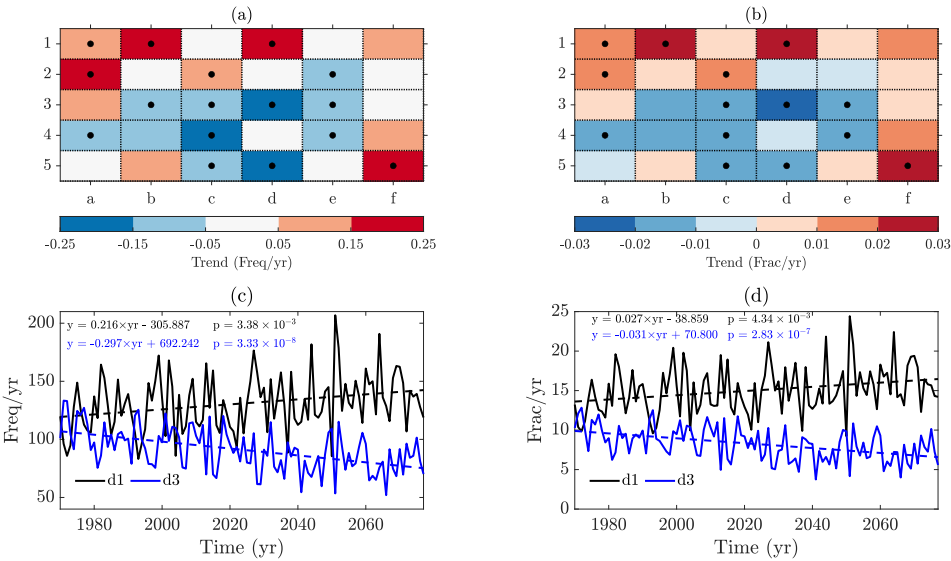 (a)
1
2
3
4
5
a b c d e f
-0.25 -0.15 -0.05 0.05 0.15 0.25
Trend (Freq/yr)
(b)
1
2
3
4
5
a b c d e f
-0.03 -0.02 -0.01 0 0.01 0.02 0.03
Trend (Frac/yr)
(c)
y = 0.216×yr - 305.887 p = 3.38 × 10⁻³
y = -0.297×yr + 692.242 p = 3.33 × 10⁻⁸
200
150
100
50
Freq/yr
d1 d3
1980 2000 2020 2040 2060
Time (yr)
(d)
y = 0.027×yr - 38.859 p = 4.34 × 10⁻³
y = -0.031×yr + 70.800 p = 2.83 × 10⁻⁷
25
20
15
10
5
0
Frac/yr
d1 d3
1980 2000 2020 2040 2060
Time (yr)